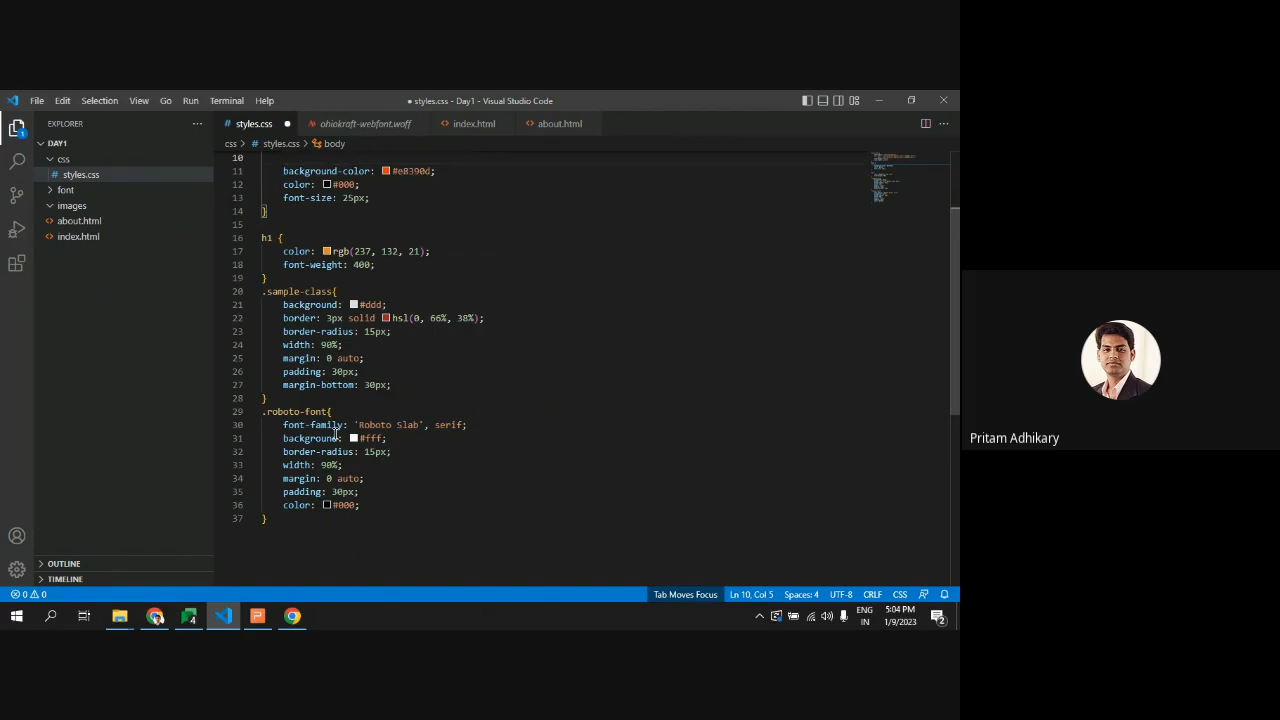 File Edit Selection View Go Run Terminal Help
● styles.css - Day1 - Visual Studio Code
EXPLORER
# styles.css ●
ohiokraft-webfont.woff
<> index.html
<> about.html
DAY1
css
# styles.css
font
images
<> about.html
<> index.html
css > # styles.css > body
10
11 background-color: #e8390d;
12 color: #000;
13 font-size: 25px;
14 }
15
16 h1 {
17 color: rgb(237, 132, 21);
18 font-weight: 400;
19 }
20 .sample-class{
21 background: #ddd;
22 border: 3px solid hsl(0, 66%, 38%);
23 border-radius: 15px;
24 width: 90%;
25 margin: 0 auto;
26 padding: 30px;
27 margin-bottom: 30px;
28 }
29 .roboto-font{
30 font-family: 'Roboto Slab', serif;
31 background: #fff;
32 border-radius: 15px;
33 width: 90%;
34 margin: 0 auto;
35 padding: 30px;
36 color: #000;
37 }
Pritam Adhikary
OUTLINE
TIMELINE
0 0
Tab Moves Focus Ln 10, Col 5 Spaces: 4 UTF-8 CRLF CSS
ENG
IN
5:04 PM
1/9/2023
2